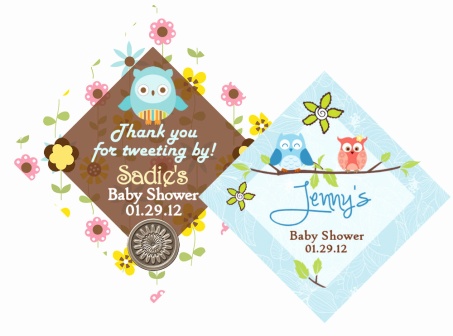 Thank you
for tweeting by!
Sadie's
Baby Shower
01.29.12
Jenny's
Baby Shower
01.29.12